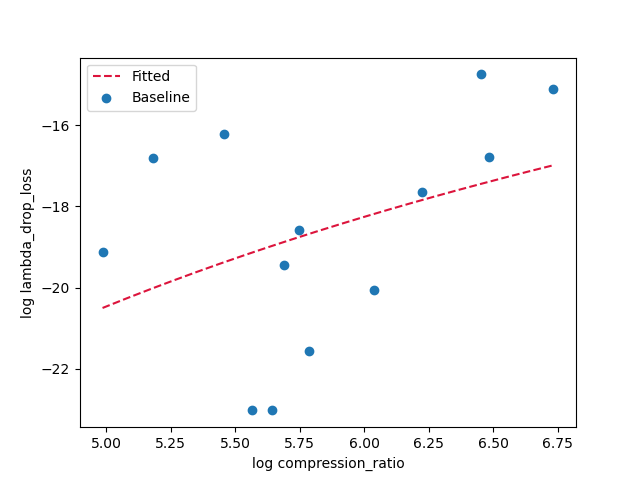 Fitted
Baseline
−16
−18
−20
−22
log lambda_drop_loss
5.00 5.25 5.50 5.75 6.00 6.25 6.50 6.75
log compression_ratio